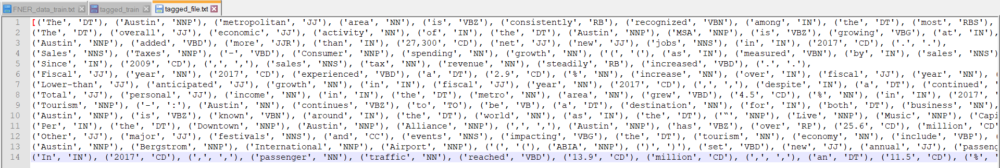 FNER_data_train.txt tagged_train tagged_file.txt
1 [('The', 'DT'), ('Austin', 'NNP'), ('metropolitan', 'JJ'), ('area', 'NN'), ('is', 'VBZ'), ('consistently', 'RB'), ('recognized', 'VBN'), ('among', 'IN'), ('the', 'DT'), ('most', 'RBS'),
2 ('The', 'DT'), ('overall', 'JJ'), ('economic', 'JJ'), ('activity', 'NN'), ('of', 'IN'), ('the', 'DT'), ('Austin', 'NNP'), ('MSA', 'NNP'), ('is', 'VBZ'), ('growing', 'VBG'), ('at', 'IN'),
3 ('Austin', 'NNP'), ('added', 'VBD'), ('more', 'JJR'), ('than', 'IN'), ('27,300', 'CD'), ('net', 'JJ'), ('new', 'JJ'), ('jobs', 'NNS'), ('in', 'IN'), ('2017', 'CD'), ('.', '.'),
4 ('Sales', 'NNS'), ('Taxes', 'NNP'), ('-', 'VBD'), ('Consumer', 'NNP'), ('spending', 'NN'), ('growth', 'NN'), ('(', '('), ('as', 'IN'), ('measured', 'VBN'), ('by', 'IN'), ('sales', 'NNS')
5 ('Since', 'IN'), ('2009', 'CD'), (',', ','), ('sales', 'NNS'), ('tax', 'NN'), ('revenue', 'NN'), ('steadily', 'RB'), ('increased', 'VBD'), ('.', '.'),
6 ('Fiscal', 'JJ'), ('year', 'NN'), ('2017', 'CD'), ('experienced', 'VBD'), ('a', 'DT'), ('2.9', 'CD'), ('%', 'NN'), ('increase', 'NN'), ('over', 'IN'), ('fiscal', 'JJ'), ('year', 'NN'), (
7 ('Lower-than', 'JJ'), ('anticipated', 'JJ'), ('growth', 'NN'), ('in', 'IN'), ('fiscal', 'JJ'), ('year', 'NN'), ('2017', 'CD'), (',', ','), ('despite', 'IN'), ('a', 'DT'), ('continued', '
8 ('Total', 'JJ'), ('personal', 'JJ'), ('income', 'NN'), ('in', 'IN'), ('the', 'DT'), ('metro', 'NN'), ('area', 'NN'), ('grew', 'VBD'), ('4.5', 'CD'), ('%', 'NN'), ('in', 'IN'), ('2017', '
9 ('Tourism', 'NNP'), ('-', ':'), ('Austin', 'NN'), ('continues', 'VBZ'), ('to', 'TO'), ('be', 'VB'), ('a', 'DT'), ('destination', 'NN'), ('for', 'IN'), ('both', 'DT'), ('business', 'NN'),
10 ('Austin', 'NNP'), ('is', 'VBZ'), ('known', 'VBN'), ('around', 'IN'), ('the', 'DT'), ('world', 'NN'), ('as', 'IN'), ('the', 'DT'), ('“', 'NNP'), ('Live', 'NNP'), ('Music', 'NNP'), ('Capi
11 ('Per', 'IN'), ('the', 'DT'), ('Downtown', 'NNP'), ('Austin', 'NNP'), ('Alliance', 'NNP'), (',', ','), ('Austin', 'NNP'), ('has', 'VBZ'), ('over', 'RP'), ('25.6', 'CD'), ('million', 'CD'
12 ('Other', 'JJ'), ('major', 'JJ'), ('festivals', 'NNS'), ('and', 'CC'), ('events', 'NNS'), ('impacting', 'VBG'), ('the', 'DT'), ('tourism', 'NN'), ('economy', 'NN'), ('include', 'VBP'), (
13 ('Austin', 'NNP'), ('Bergstrom', 'NNP'), ('International', 'NNP'), ('Airport', 'NNP'), ('(', '('), ('ABIA', 'NNP'), (')', ')'), ('set', 'VBD'), ('new', 'JJ'), ('annual', 'JJ'), ('passeng
14 ('In', 'IN'), ('2017', 'CD'), (',', ','), ('passenger', 'NN'), ('traffic', 'NN'), ('reached', 'VBD'), ('13.9', 'CD'), ('million', 'CD'), (',', ','), ('an', 'DT'), ('11.5', 'CD'), ('%', '